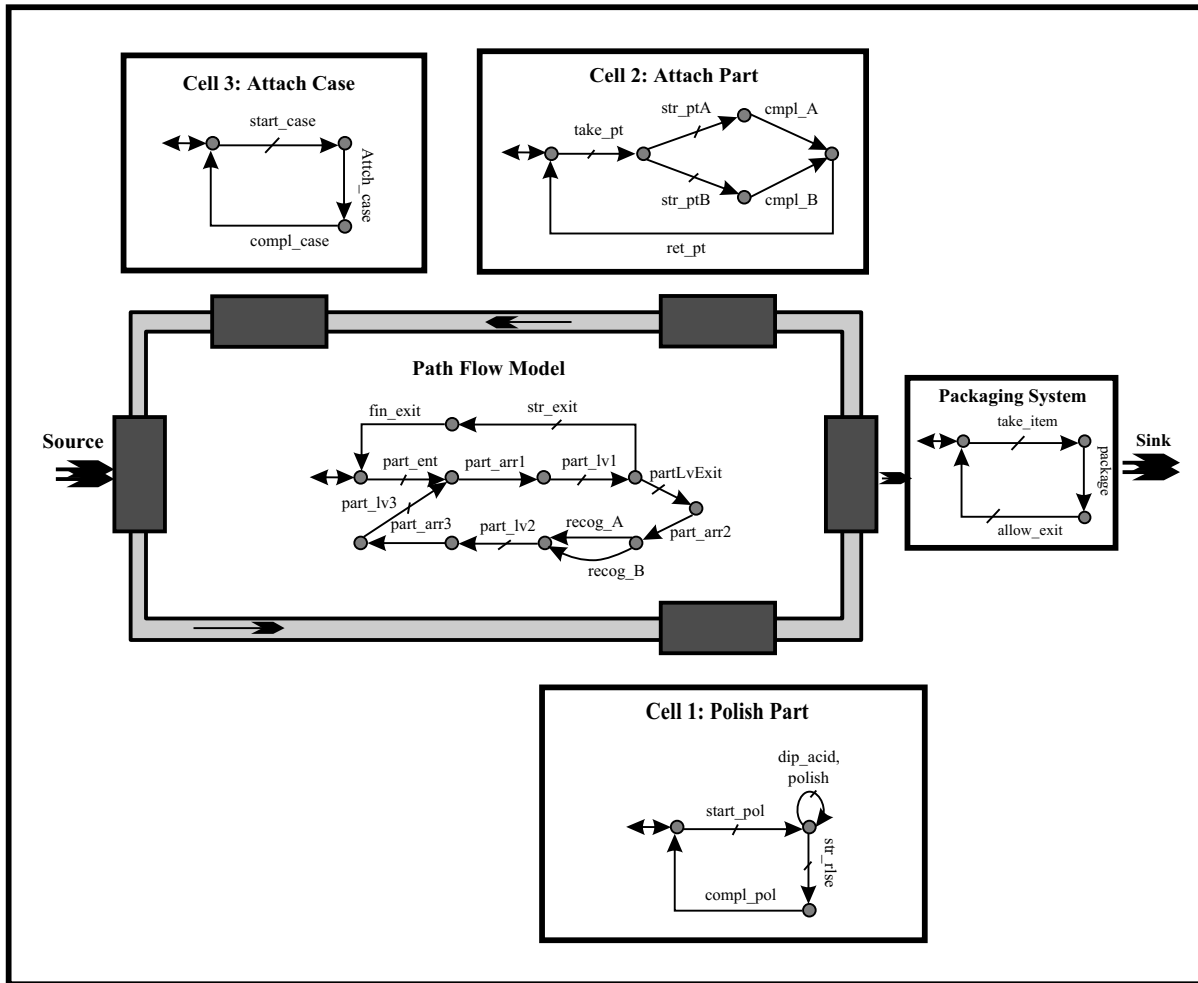 Cell 3: Attach Case
start_case
Attch_case
compl_case
Cell 2: Attach Part
str_ptA
cmpl_A
take_pt
str_ptB
cmpl_B
ret_pt
Path Flow Model
fin_exit
str_exit
part_ent
part_arr1
part_lv1
partLvExit
part_lv3
part_arr3
part_lv2
recog_A
part_arr2
recog_B
Source
Packaging System
take_item
package
allow_exit
Sink
Cell 1: Polish Part
dip_acid,
polish
start_pol
str_rlse
compl_pol